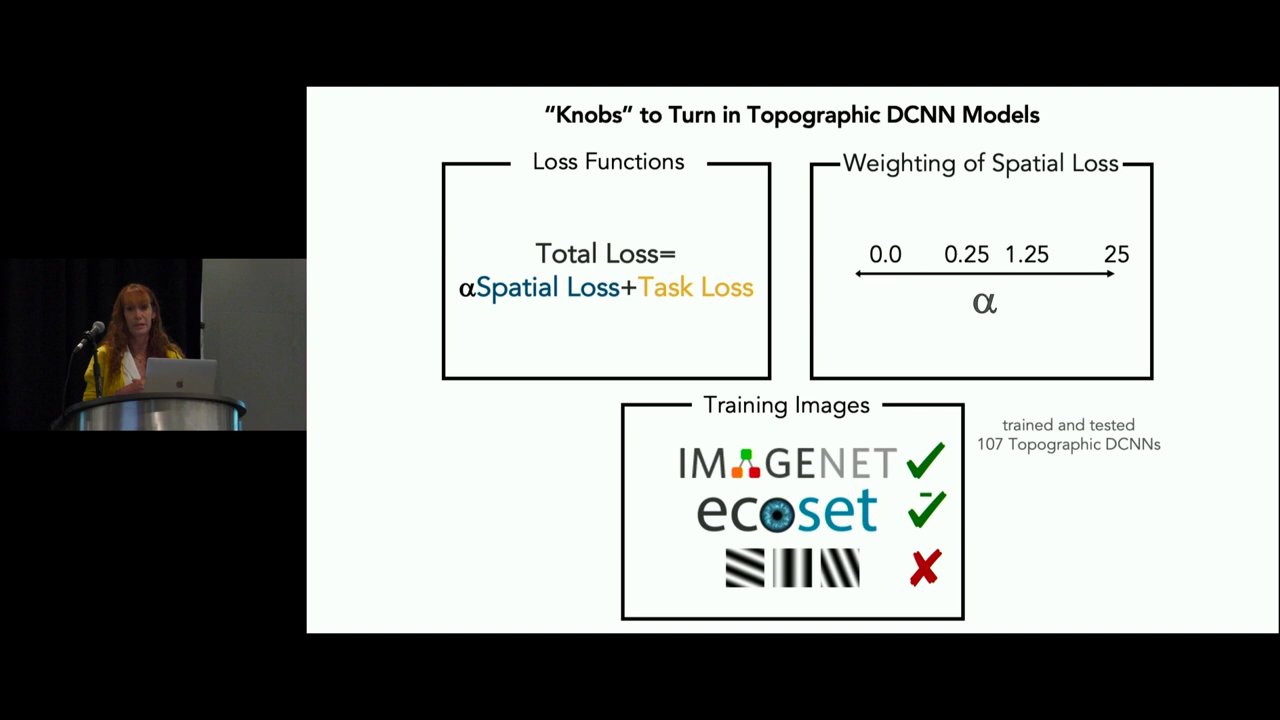 “Knobs” to Turn in Topographic DCNN Models
Loss Functions
Total Loss=
αSpatial Loss+Task Loss
Weighting of Spatial Loss
0.0 0.25 1.25 25
α
Training Images
IMAGENET
ecoset
trained and tested
107 Topographic DCNNs